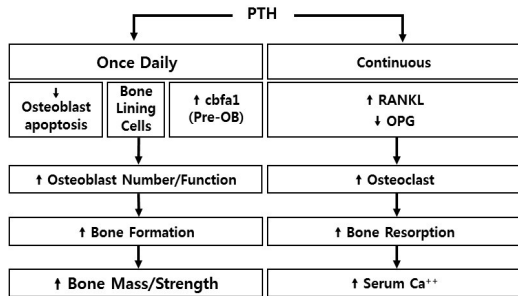 PTH
Once Daily
Continuous
↓
Osteoblast
apoptosis
Bone
Lining
Cells
↑ cbfa1
(Pre-OB)
↑ RANKL
↓ OPG
↑ Osteoblast Number/Function
↑ Osteoclast
↑ Bone Formation
↑ Bone Resorption
↑ Bone Mass/Strength
↑ Serum Ca⁺⁺